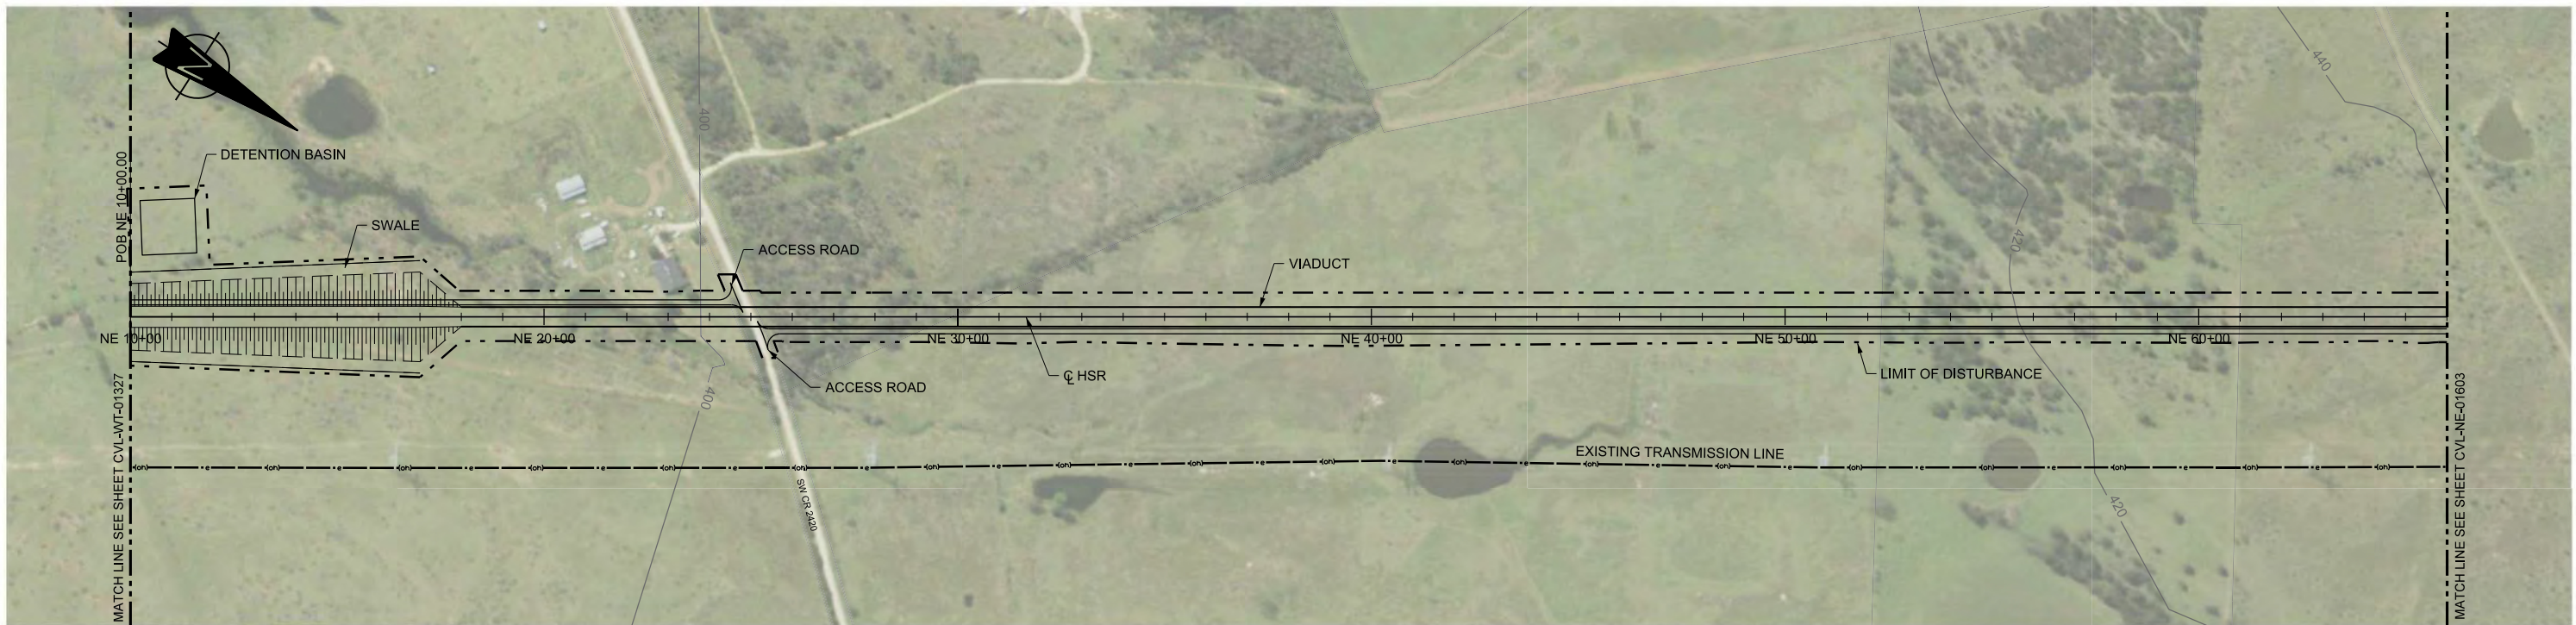 N
400
440
DETENTION BASIN
POB NE 10+00.00
SWALE
ACCESS ROAD
VIADUCT
420
NE 10+00
NE 20+00
NE 30+00
NE 40+00
NE 50+00
NE 60+00
℄ HSR
LIMIT OF DISTURBANCE
ACCESS ROAD
400
MATCH LINE SEE SHEET CVL-WT-01327
MATCH LINE SEE SHEET CVL-NE-01603
EXISTING TRANSMISSION LINE
SW CR 2420
420